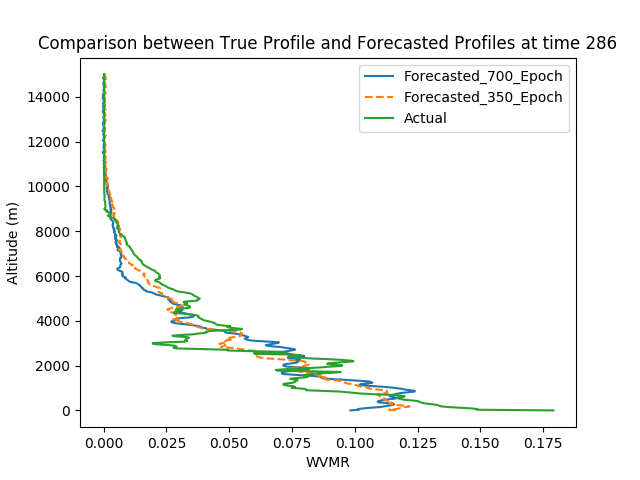 Comparison between True Profile and Forecasted Profiles at time 286
Forecasted_700_Epoch
Forecasted_350_Epoch
Actual
Altitude (m)
14000
12000
10000
8000
6000
4000
2000
0
0.000 0.025 0.050 0.075 0.100 0.125 0.150 0.175
WVMR